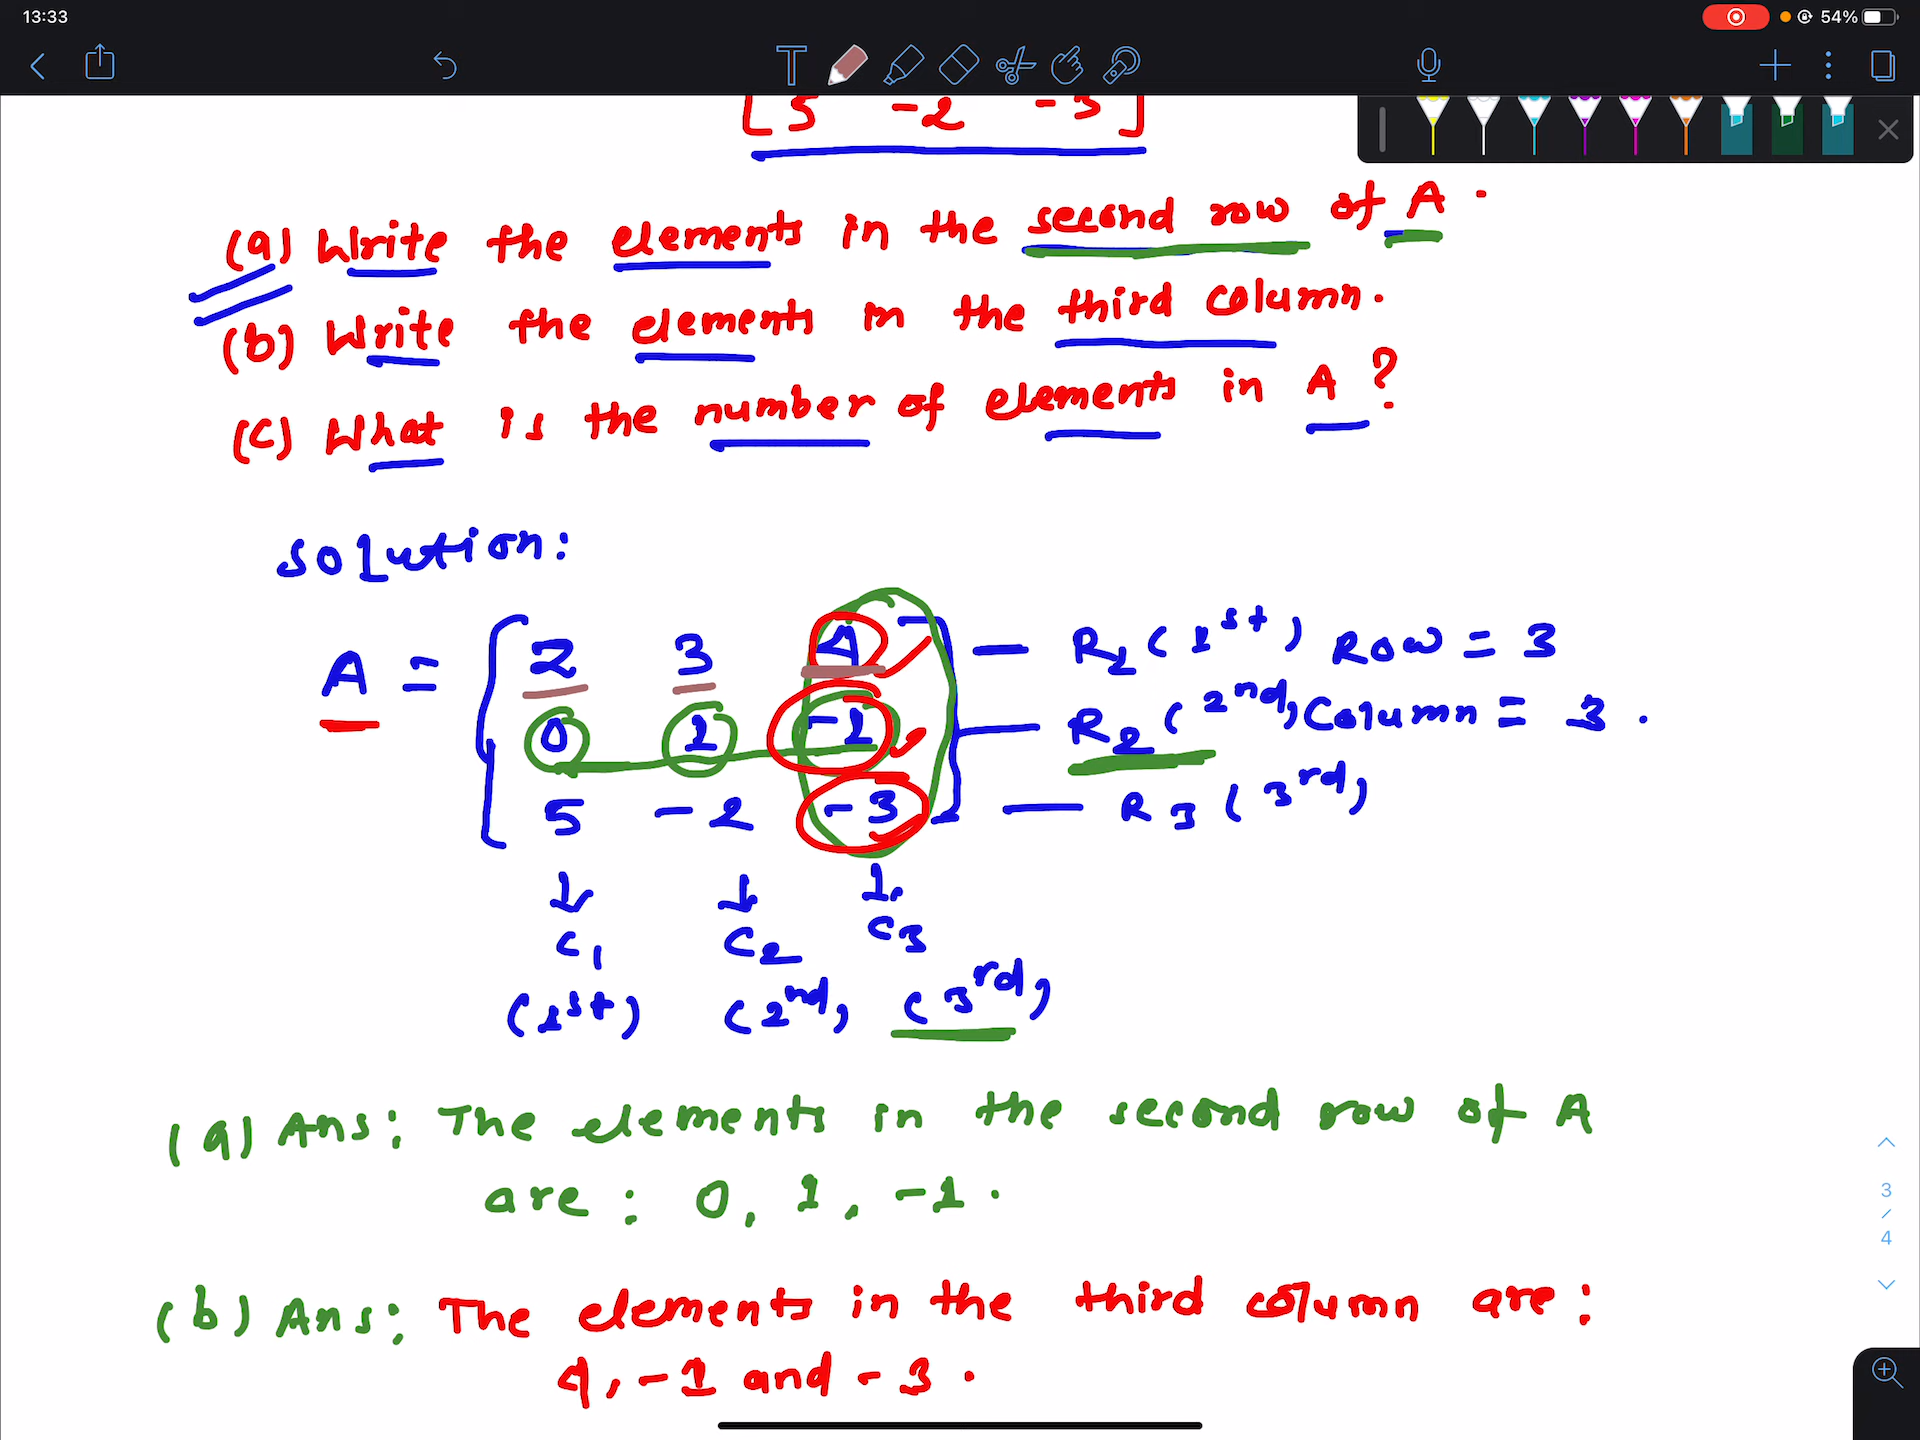 13:33
54%
[ 5 -2 -3 ]
(a) Write the elements in the second row of A.
(b) Write the elements in the third column.
(c) What is the number of elements in A?
Solution:
A = [ 2 3 4 ] — R1 (1st) Row = 3
0 1 -1 — R2 (2nd) Column = 3.
5 -2 -3 — R3 (3rd)
↓ ↓ ↓
C1 C2 C3
(1st) (2nd) (3rd)
(a) Ans: The elements in the second row of A
are: 0, 1, -1.
(b) Ans: The elements in the third column are:
4, -1 and -3.
3
/
4